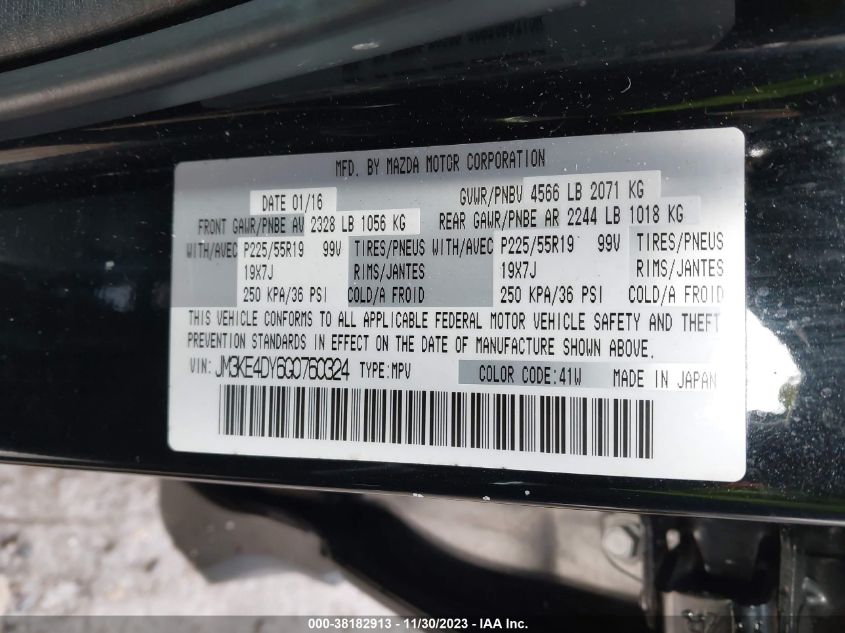 MFD. BY MAZDA MOTOR CORPORATION
DATE 01/16 GVWR/PNBV 4566 LB 2071 KG
FRONT GAWR/PNBE AV 2328 LB 1056 KG REAR GAWR/PNBE AR 2244 LB 1018 KG
WITH/AVEC P225/55R19 99V TIRES/PNEUS WITH/AVEC P225/55R19 99V TIRES/PNEUS
19X7J RIMS/JANTES 19X7J RIMS/JANTES
250 KPA/36 PSI COLD/A FROID 250 KPA/36 PSI COLD/A FROID
THIS VEHICLE CONFORMS TO ALL APPLICABLE FEDERAL MOTOR VEHICLE SAFETY AND THEFT
PREVENTION STANDARDS IN EFFECT ON THE DATE OF MANUFACTURE SHOWN ABOVE.
VIN: JM3KE4DY6G0760324 TYPE:MPV COLOR CODE:41W MADE IN JAPAN
000-38182913 - 11/30/2023 - IAA Inc.